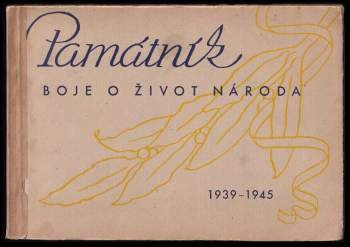 Památník
BOJE O ŽIVOT NÁRODA
1939-1945